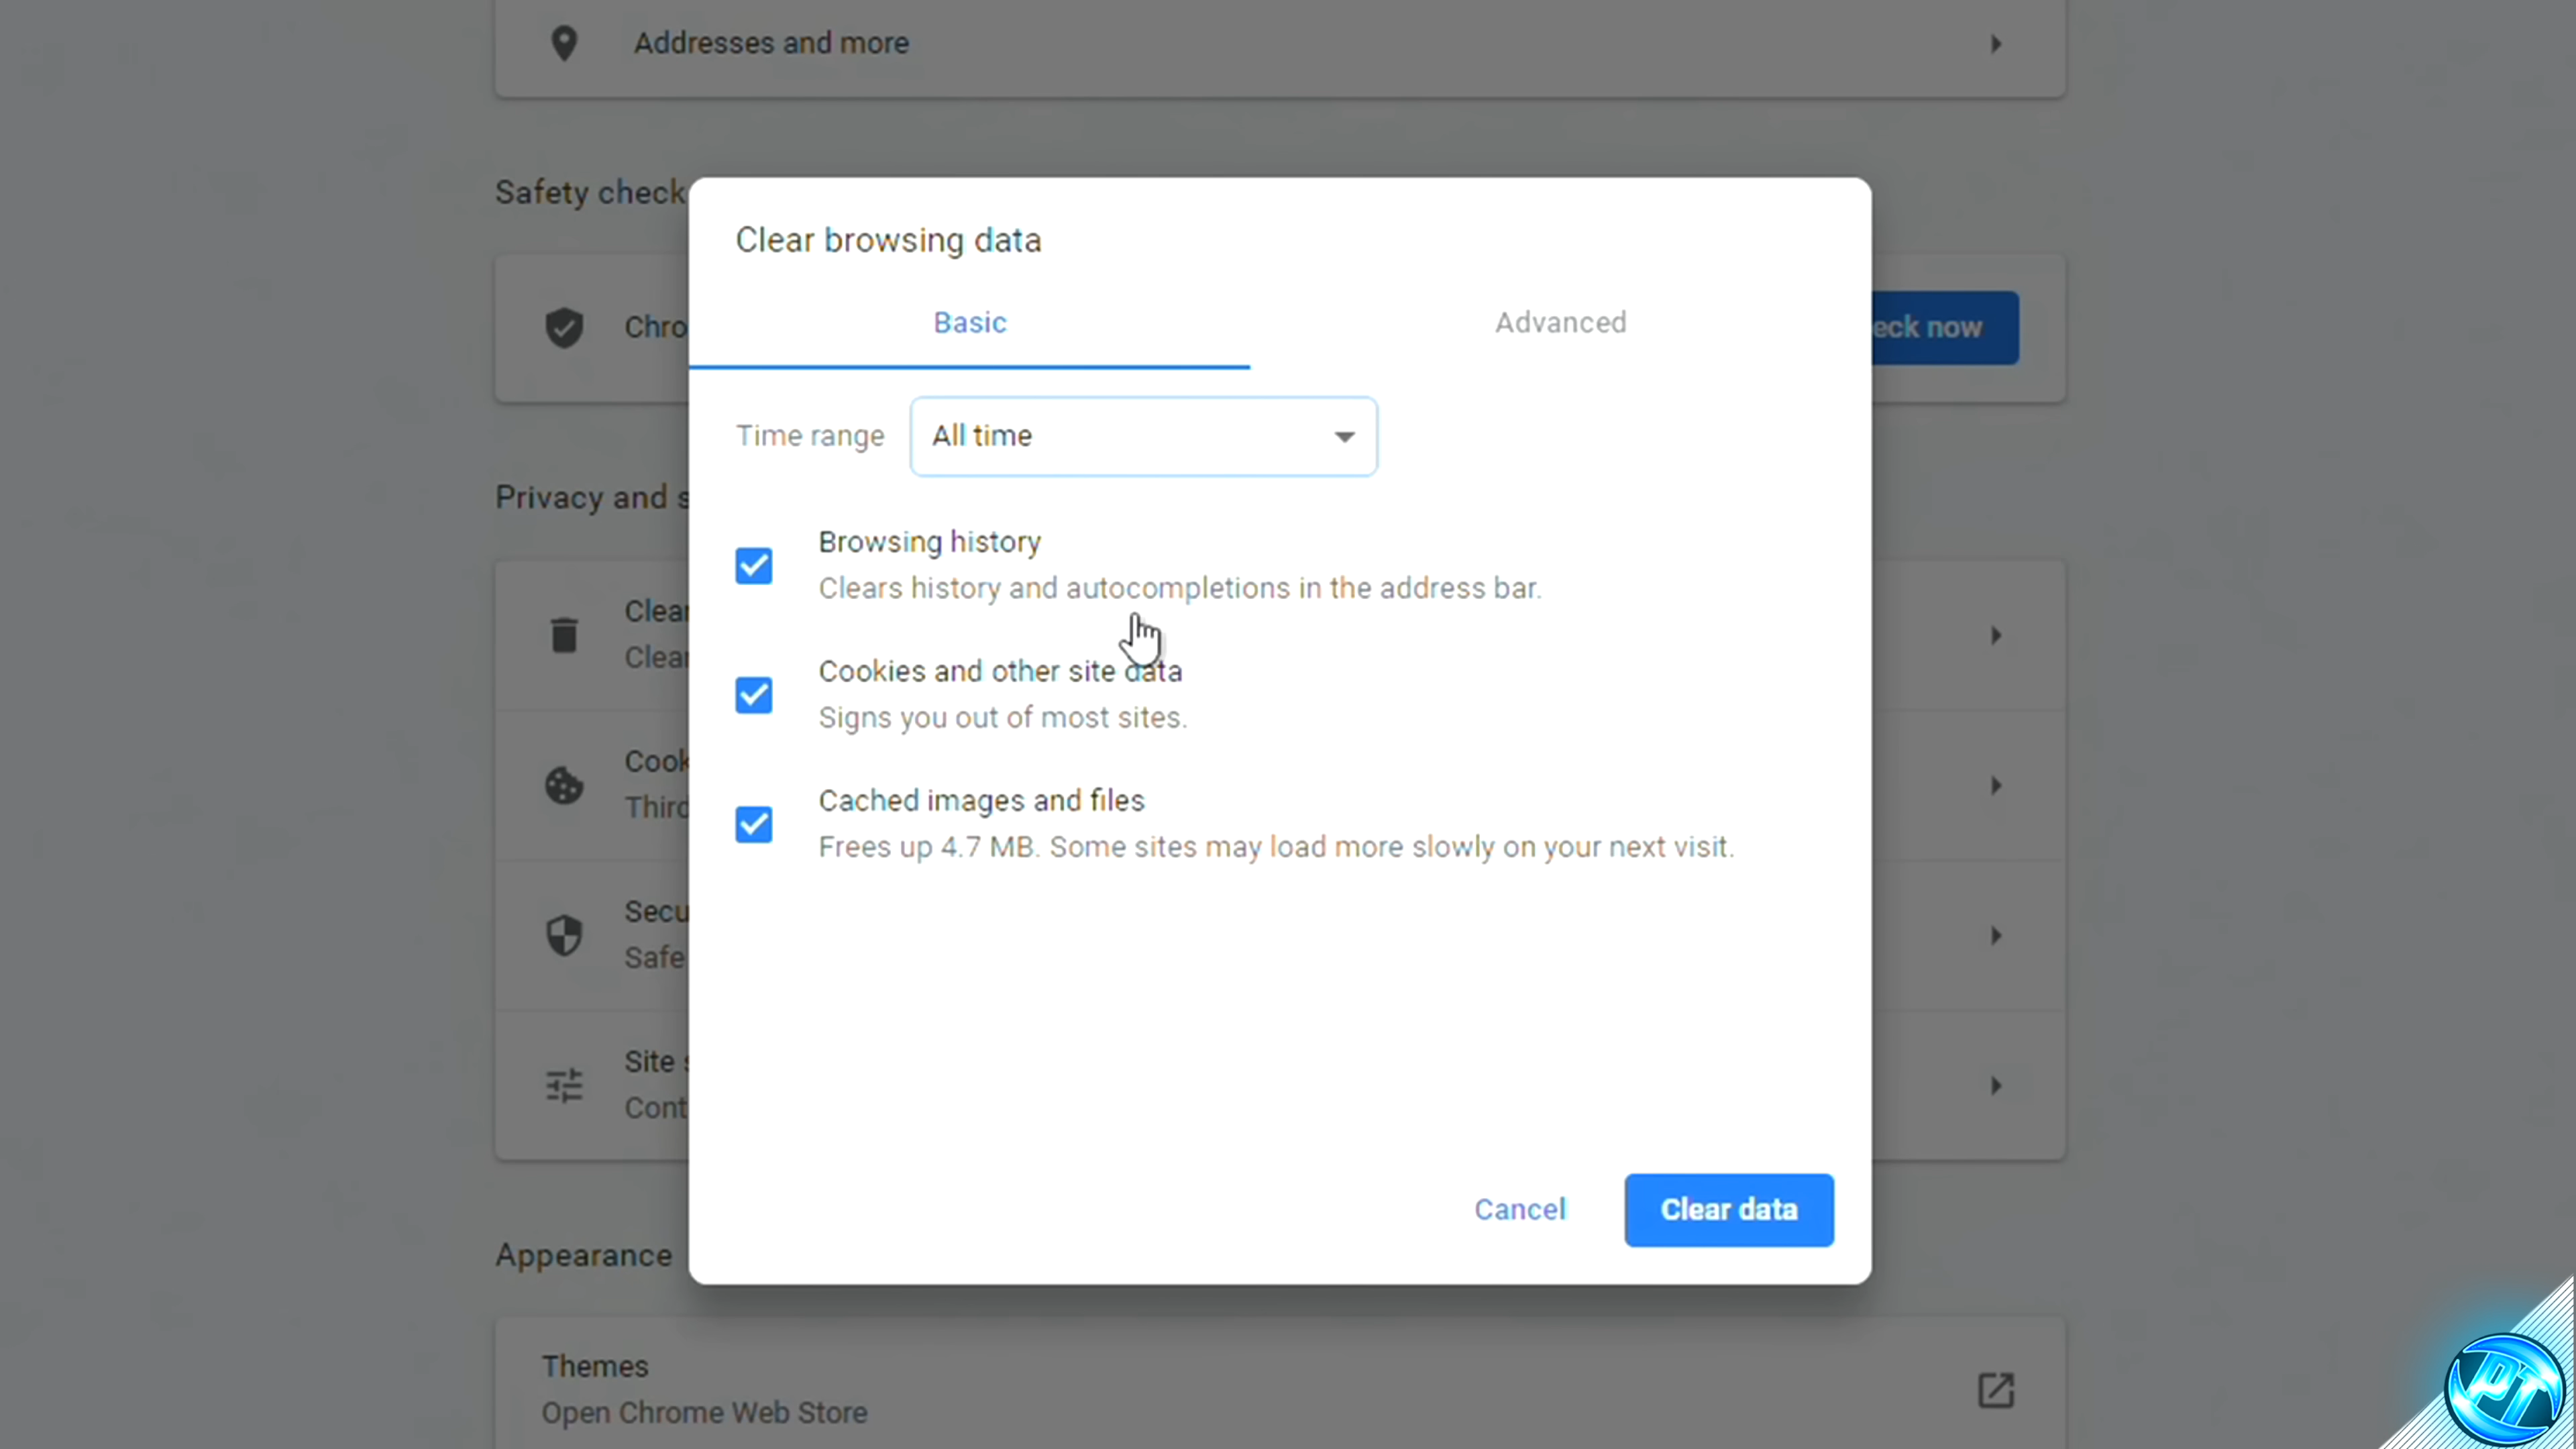 Addresses and more
Safety check
Clear browsing data
Basic
Advanced
Chro
eck now
Time range
All time
Privacy and s
Browsing history
Clears history and autocompletions in the address bar.
Clear
Clear
Cookies and other site data
Signs you out of most sites.
Cook
Third
Cached images and files
Frees up 4.7 MB. Some sites may load more slowly on your next visit.
Secu
Safe
Site s
Cont
Cancel
Clear data
Appearance
Themes
Open Chrome Web Store
PT